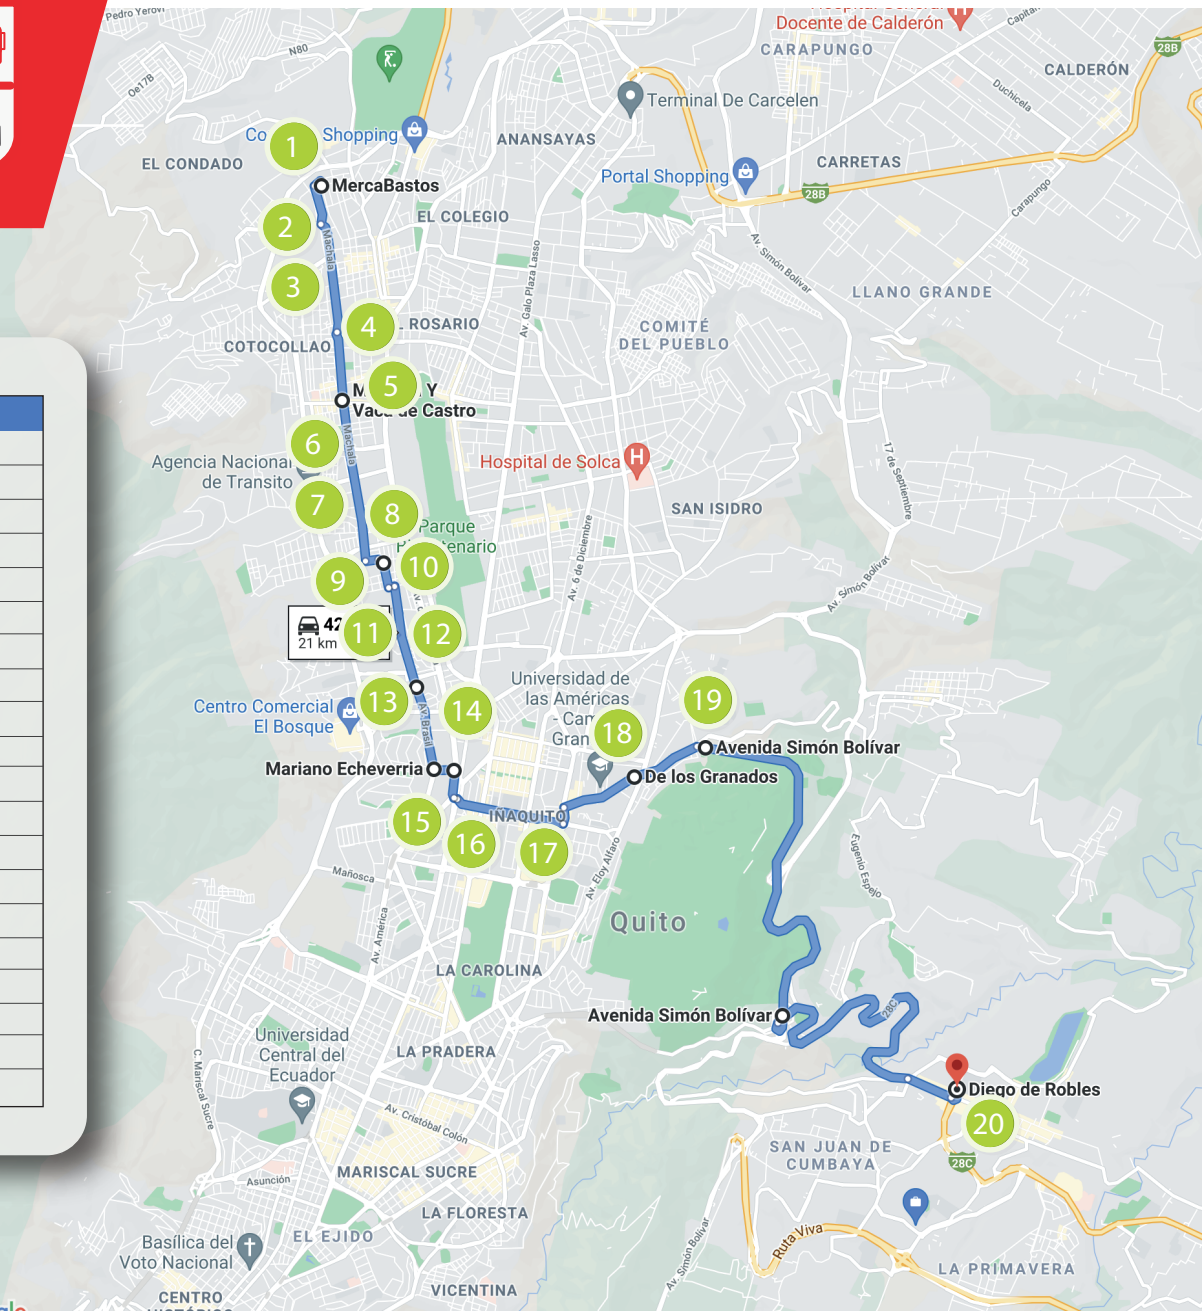 Pedro Yerovi
N80
Oe17B
Docente de Calderón
CARAPUNGO
CALDERÓN
28B
Duchicela
Terminal De Carcelen
ANANSAYAS
Shopping
1
EL CONDADO
MercaBastos
Portal Shopping
CARRETAS
28B
Carapungo
EL COLEGIO
2
Machala
3
Av. Galo Plaza Lasso
Av. Simón Bolívar
LLANO GRANDE
4
ROSARIO
COMITÉ
DEL PUEBLO
COTOCOLLAO
5
Y
de Castro
6
Machala
Agencia Nacional
de Transito
Hospital de Solca
H
17 de Septiembre
7
8
SAN ISIDRO
Parque
Av. 6 de Diciembre
9
10
Av. Simón Bolívar
11
21 km
12
Universidad de
las Américas
13
14
Av. Brasil
Centro Comercial
El Bosque
18
19
Avenida Simón Bolívar
Mariano Echeverria
De los Granados
15
IÑAQUITO
16
17
Av. Eloy Alfaro
Eugenio Espejo
Mañosca
Av. América
Quito
LA CAROLINA
Avenida Simón Bolívar
28C
Universidad
Central del
Ecuador
LA PRADERA
C. Mariscal Sucre
Diego de Robles
20
Av. Cristóbal Colón
SAN JUAN DE
CUMBAYA
28C
MARISCAL SUCRE
Asunción
LA FLORESTA
EL EJIDO
Basílica del
Voto Nacional
Av. Simón Bolívar
Ruta Viva
LA PRIMAVERA
VICENTINA
CENTRO